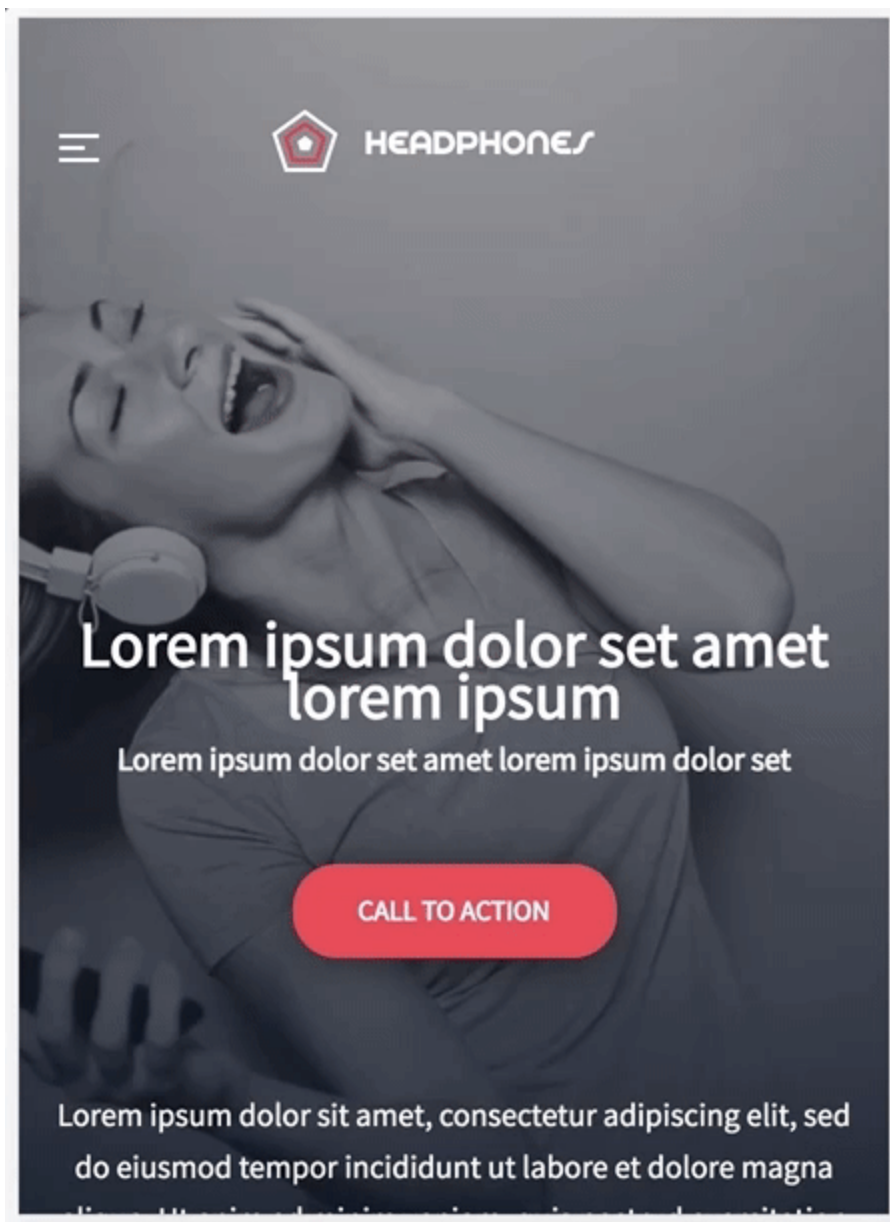 HEADPHONES
Lorem ipsum dolor set amet
lorem ipsum
Lorem ipsum dolor set amet lorem ipsum dolor set
CALL TO ACTION
Lorem ipsum dolor sit amet, consectetur adipiscing elit, sed
do eiusmod tempor incididunt ut labore et dolore magna